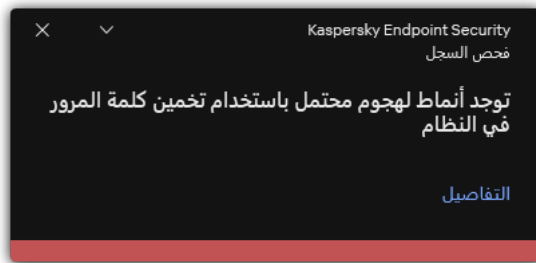 Kaspersky Endpoint Security
فحص السجل
توجد أنماط لهجوم محتمل باستخدام تخمين كلمة المرور
في النظام
التفاصيل